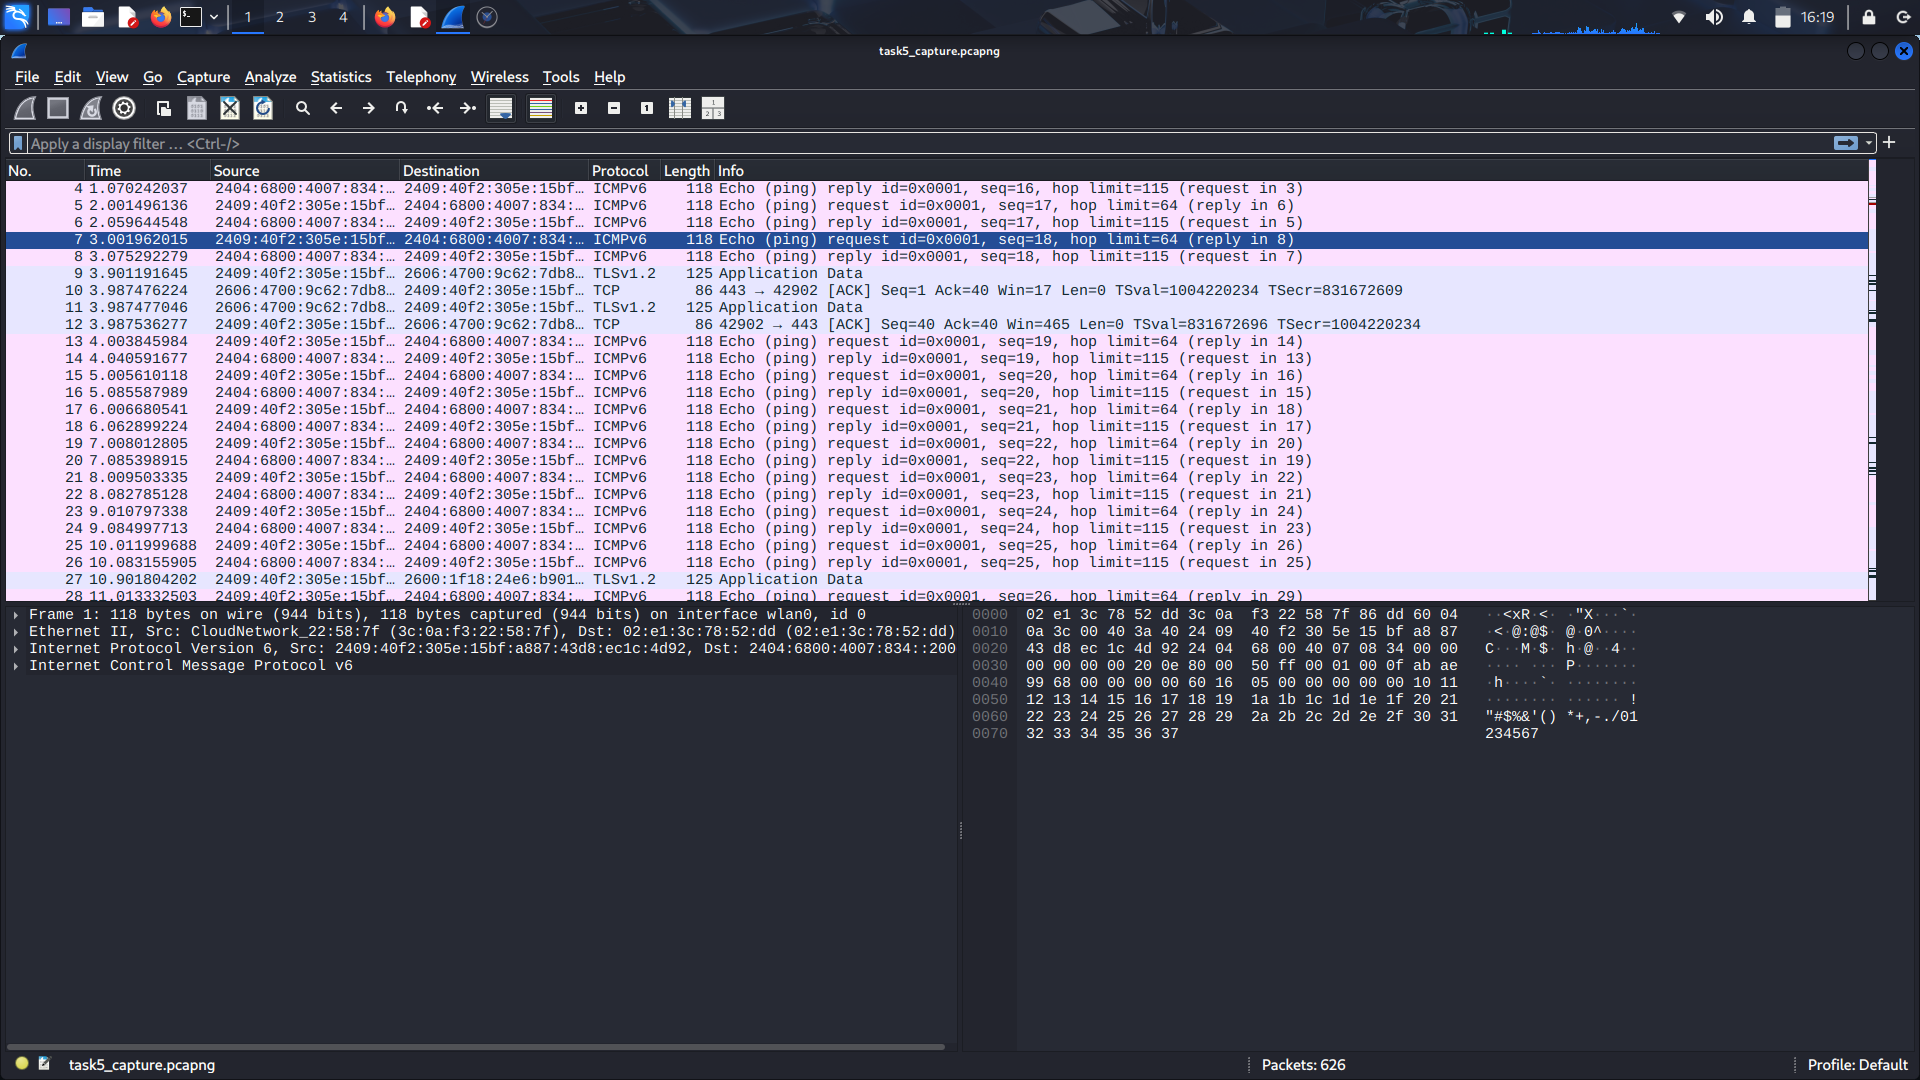 1 2 3 4 16:19
task5_capture.pcapng
File Edit View Go Capture Analyze Statistics Telephony Wireless Tools Help
Apply a display filter … <Ctrl-/>
No. Time Source Destination Protocol Length Info
4 1.070242037 2404:6800:4007:834:… 2409:40f2:305e:15bf… ICMPv6 118 Echo (ping) reply id=0x0001, seq=16, hop limit=115 (request in 3)
5 2.001496136 2409:40f2:305e:15bf… 2404:6800:4007:834:… ICMPv6 118 Echo (ping) request id=0x0001, seq=17, hop limit=64 (reply in 6)
6 2.059644548 2404:6800:4007:834:… 2409:40f2:305e:15bf… ICMPv6 118 Echo (ping) reply id=0x0001, seq=17, hop limit=115 (request in 5)
7 3.001962015 2409:40f2:305e:15bf… 2404:6800:4007:834:… ICMPv6 118 Echo (ping) request id=0x0001, seq=18, hop limit=64 (reply in 8)
8 3.075292279 2404:6800:4007:834:… 2409:40f2:305e:15bf… ICMPv6 118 Echo (ping) reply id=0x0001, seq=18, hop limit=115 (request in 7)
9 3.901191645 2409:40f2:305e:15bf… 2606:4700:9c62:7db8… TLSv1.2 125 Application Data
10 3.987476224 2606:4700:9c62:7db8… 2409:40f2:305e:15bf… TCP 86 443 → 42902 [ACK] Seq=1 Ack=40 Win=17 Len=0 TSval=1004220234 TSecr=831672609
11 3.987477046 2606:4700:9c62:7db8… 2409:40f2:305e:15bf… TLSv1.2 125 Application Data
12 3.987536277 2409:40f2:305e:15bf… 2606:4700:9c62:7db8… TCP 86 42902 → 443 [ACK] Seq=40 Ack=40 Win=465 Len=0 TSval=831672696 TSecr=1004220234
13 4.003845984 2409:40f2:305e:15bf… 2404:6800:4007:834:… ICMPv6 118 Echo (ping) request id=0x0001, seq=19, hop limit=64 (reply in 14)
14 4.040591677 2404:6800:4007:834:… 2409:40f2:305e:15bf… ICMPv6 118 Echo (ping) reply id=0x0001, seq=19, hop limit=115 (request in 13)
15 5.005610118 2409:40f2:305e:15bf… 2404:6800:4007:834:… ICMPv6 118 Echo (ping) request id=0x0001, seq=20, hop limit=64 (reply in 16)
16 5.085587989 2404:6800:4007:834:… 2409:40f2:305e:15bf… ICMPv6 118 Echo (ping) reply id=0x0001, seq=20, hop limit=115 (request in 15)
17 6.006680541 2409:40f2:305e:15bf… 2404:6800:4007:834:… ICMPv6 118 Echo (ping) request id=0x0001, seq=21, hop limit=64 (reply in 18)
18 6.062899224 2404:6800:4007:834:… 2409:40f2:305e:15bf… ICMPv6 118 Echo (ping) reply id=0x0001, seq=21, hop limit=115 (request in 17)
19 7.008012805 2409:40f2:305e:15bf… 2404:6800:4007:834:… ICMPv6 118 Echo (ping) request id=0x0001, seq=22, hop limit=64 (reply in 20)
20 7.085398915 2404:6800:4007:834:… 2409:40f2:305e:15bf… ICMPv6 118 Echo (ping) reply id=0x0001, seq=22, hop limit=115 (request in 19)
21 8.009503335 2409:40f2:305e:15bf… 2404:6800:4007:834:… ICMPv6 118 Echo (ping) request id=0x0001, seq=23, hop limit=64 (reply in 22)
22 8.082785128 2404:6800:4007:834:… 2409:40f2:305e:15bf… ICMPv6 118 Echo (ping) reply id=0x0001, seq=23, hop limit=115 (request in 21)
23 9.010797338 2409:40f2:305e:15bf… 2404:6800:4007:834:… ICMPv6 118 Echo (ping) request id=0x0001, seq=24, hop limit=64 (reply in 24)
24 9.084997713 2404:6800:4007:834:… 2409:40f2:305e:15bf… ICMPv6 118 Echo (ping) reply id=0x0001, seq=24, hop limit=115 (request in 23)
25 10.011999688 2409:40f2:305e:15bf… 2404:6800:4007:834:… ICMPv6 118 Echo (ping) request id=0x0001, seq=25, hop limit=64 (reply in 26)
26 10.083155905 2404:6800:4007:834:… 2409:40f2:305e:15bf… ICMPv6 118 Echo (ping) reply id=0x0001, seq=25, hop limit=115 (request in 25)
27 10.901804202 2409:40f2:305e:15bf… 2600:1f18:24e6:b901… TLSv1.2 125 Application Data
28 11.013332503 2409:40f2:305e:15bf… 2404:6800:4007:834:… ICMPv6 118 Echo (ping) request id=0x0001, seq=26, hop limit=64 (reply in 29)
Frame 1: 118 bytes on wire (944 bits), 118 bytes captured (944 bits) on interface wlan0, id 0
Ethernet II, Src: CloudNetwork_22:58:7f (3c:0a:f3:22:58:7f), Dst: 02:e1:3c:78:52:dd (02:e1:3c:78:52:dd)
Internet Protocol Version 6, Src: 2409:40f2:305e:15bf:a887:43d8:ec1c:4d92, Dst: 2404:6800:4007:834::200
Internet Control Message Protocol v6
0000 02 e1 3c 78 52 dd 3c 0a f3 22 58 7f 86 dd 60 04 ··<xR·<· ·"X···`·
0010 0a 3c 00 40 3a 40 24 09 40 f2 30 5e 15 bf a8 87 ·<·@:@$· @·0^····
0020 43 d8 ec 1c 4d 92 24 04 68 00 40 07 08 34 00 00 C···M·$· h·@··4··
0030 00 00 00 00 20 0e 80 00 50 ff 00 01 00 0f ab ae ···· ··· P·······
0040 99 68 00 00 00 00 60 16 05 00 00 00 00 00 10 11 ·h····`· ········
0050 12 13 14 15 16 17 18 19 1a 1b 1c 1d 1e 1f 20 21 ········ ······ !
0060 22 23 24 25 26 27 28 29 2a 2b 2c 2d 2e 2f 30 31 "#$%&'() *+,-./01
0070 32 33 34 35 36 37 234567
task5_capture.pcapng Packets: 626 Profile: Default